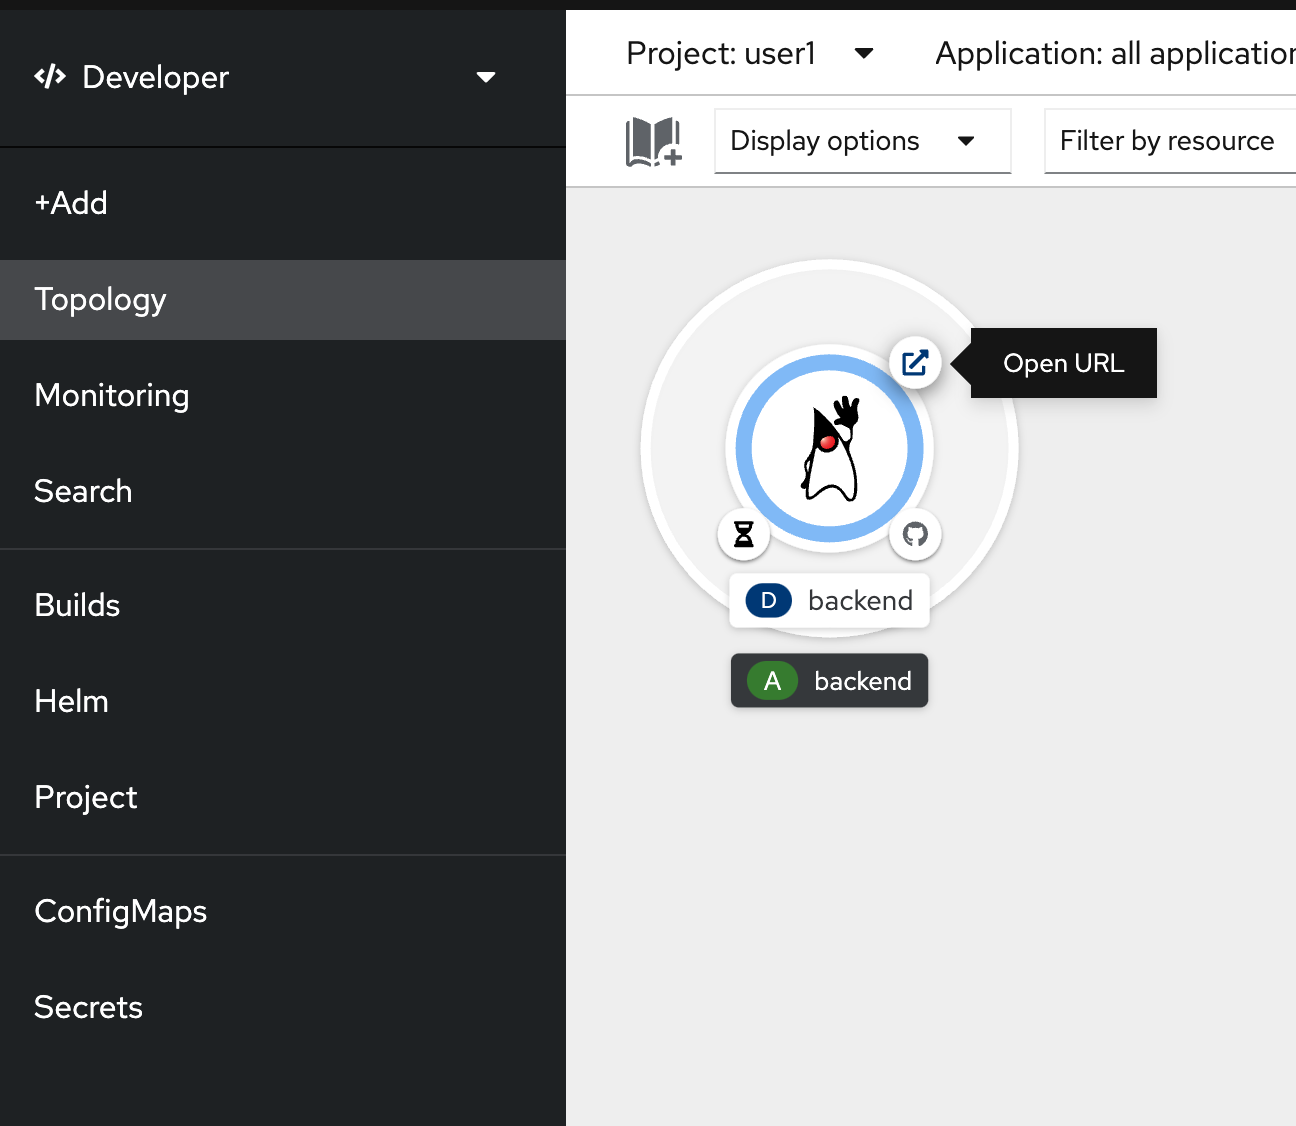 Developer
+Add
Topology
Monitoring
Search
Builds
Helm
Project
ConfigMaps
Secrets
Project: user1
Application: all application
Display options
Filter by resource
Open URL
D backend
A backend